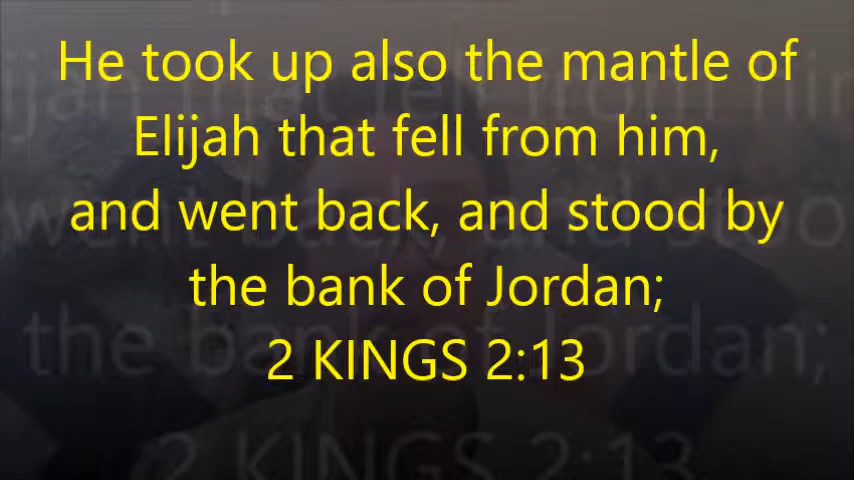 He took up also the mantle of
Elijah that fell from him,
and went back, and stood by
the bank of Jordan;
2 KINGS 2:13